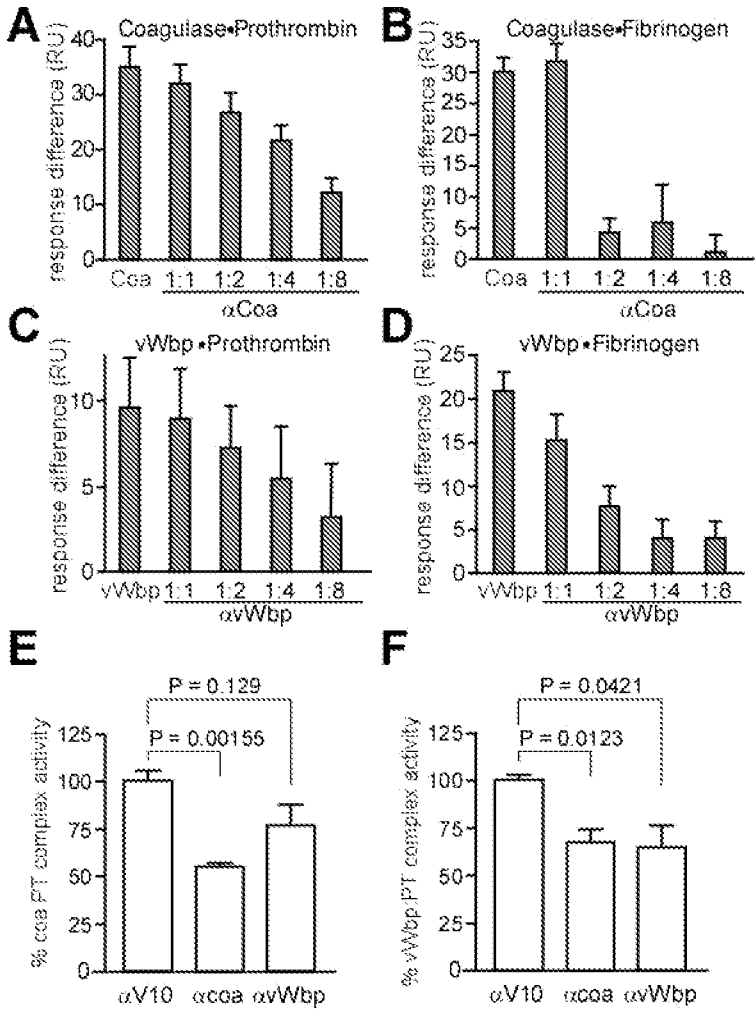 A
Coagulase•Prothrombin
response difference (RU)
40
30
20
10
0
Coa 1:1 1:2 1:4 1:8
αCoa
B
Coagulase•Fibrinogen
response difference (RU)
35
30
25
20
15
10
5
0
Coa 1:1 1:2 1:4 1:8
αCoa
C
vWbp•Prothrombin
response difference (RU)
10
5
0
vWbp 1:1 1:2 1:4 1:8
αvWbp
D
vWbp•Fibrinogen
response difference (RU)
25
20
15
10
5
0
vWbp 1:1 1:2 1:4 1:8
αvWbp
E
P = 0.129
P = 0.00155
% coa PT complex activity
125
100
75
50
25
0
αV10 αcoa αvWbp
F
P = 0.0421
P = 0.0123
% vWbp:PT complex activity
125
100
75
50
25
0
αV10 αcoa αvWbp